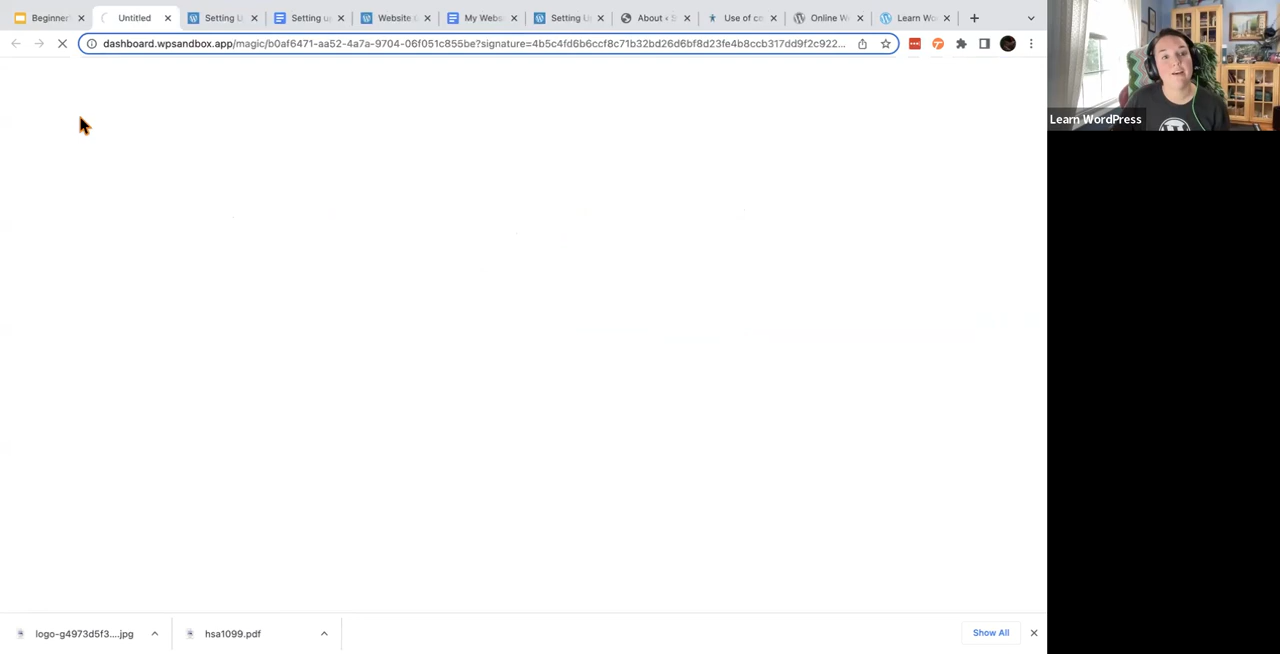 Beginner
Untitled
Setting U
Setting u
Website
My Webs
Setting U
About
Use of co
Online W
Learn Wo
dashboard.wpsandbox.app/magic/b0af6471-aa52-4a7a-9704-06f051c855be?signature=4b5c4fd6b6ccf8c71b32bd26d6bf8d23fe4b8ccb317dd9f2c922...
Learn WordPress
logo-g4973d5f3....jpg
hsa1099.pdf
Show All